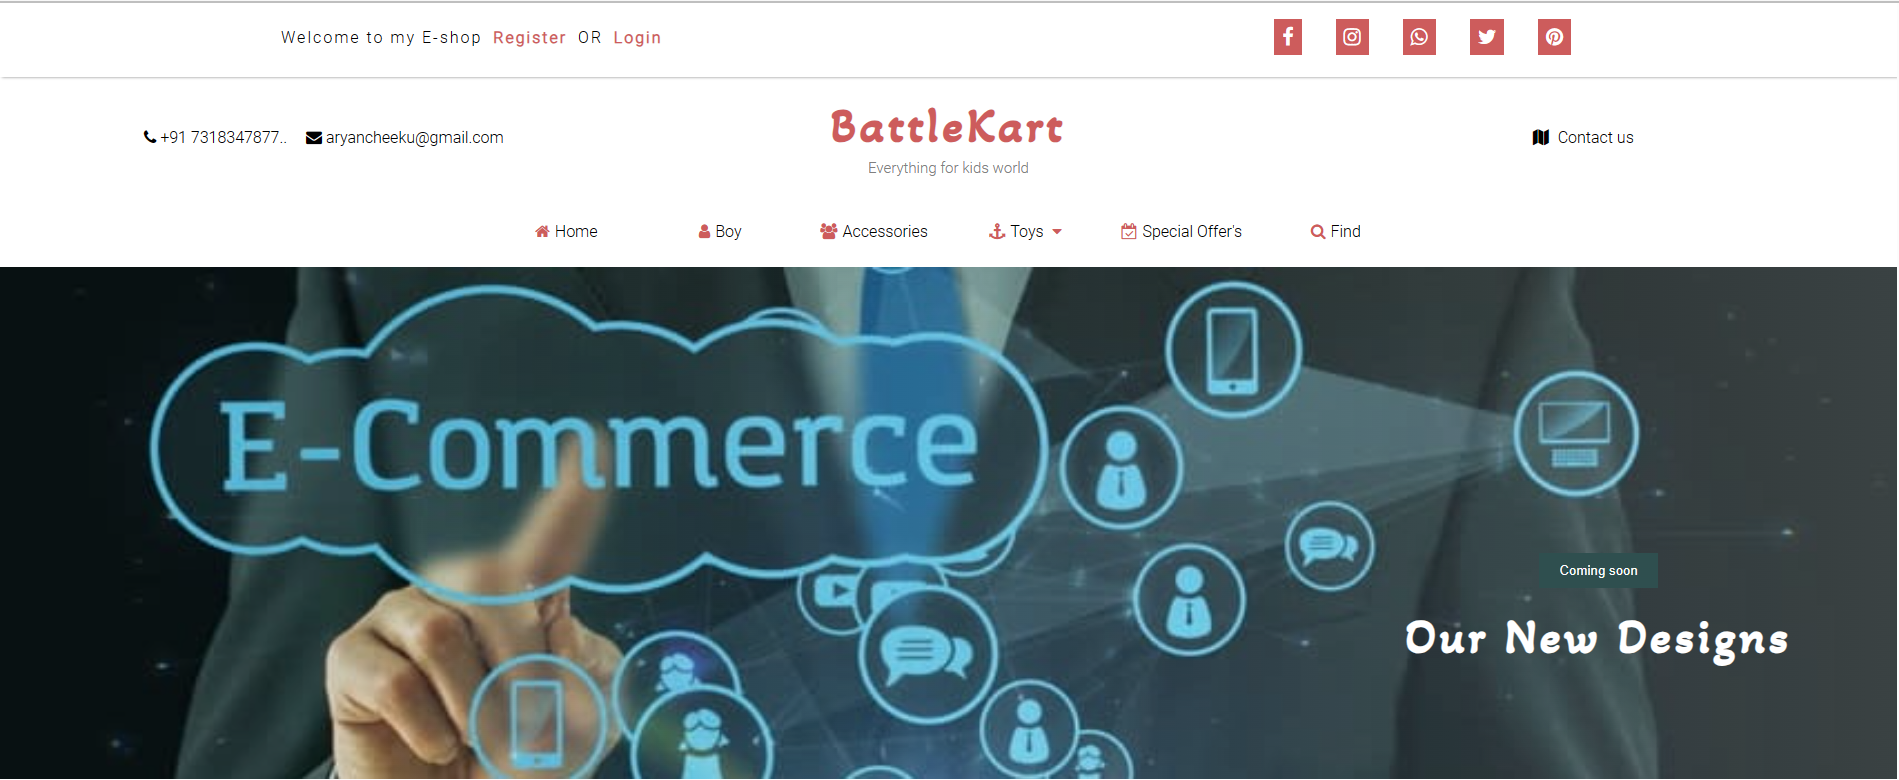 Welcome to my E-shop Register OR Login
+91 7318347877.. aryancheeku@gmail.com
BattleKart
Everything for kids world
Contact us
Home Boy Accessories Toys Special Offer's Find
E-Commerce
Coming soon
Our New Designs